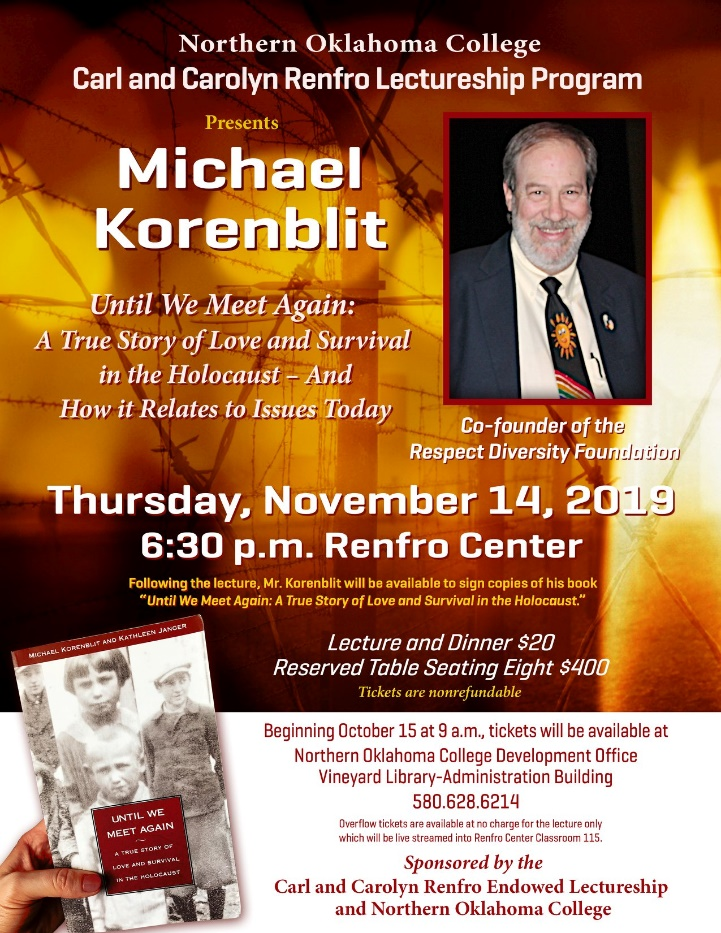 Northern Oklahoma College
Carl and Carolyn Renfro Lectureship Program
Presents
Michael
Korenblit
Until We Meet Again:
A True Story of Love and Survival
in the Holocaust – And
How it Relates to Issues Today
Co-founder of the
Respect Diversity Foundation
Thursday, November 14, 2019
6:30 p.m. Renfro Center
Following the lecture, Mr. Korenblit will be available to sign copies of his book
“Until We Meet Again: A True Story of Love and Survival in the Holocaust.”
Lecture and Dinner $20
Reserved Table Seating Eight $400
Tickets are nonrefundable
MICHAEL KORENBLIT AND KATHLEEN JANGER
UNTIL WE
MEET AGAIN
A TRUE STORY OF
LOVE AND SURVIVAL
IN THE HOLOCAUST
Beginning October 15 at 9 a.m., tickets will be available at
Northern Oklahoma College Development Office
Vineyard Library-Administration Building
580.628.6214
Overflow tickets are available at no charge for the lecture only
which will be live streamed into Renfro Center Classroom 115.
Sponsored by the
Carl and Carolyn Renfro Endowed Lectureship
and Northern Oklahoma College